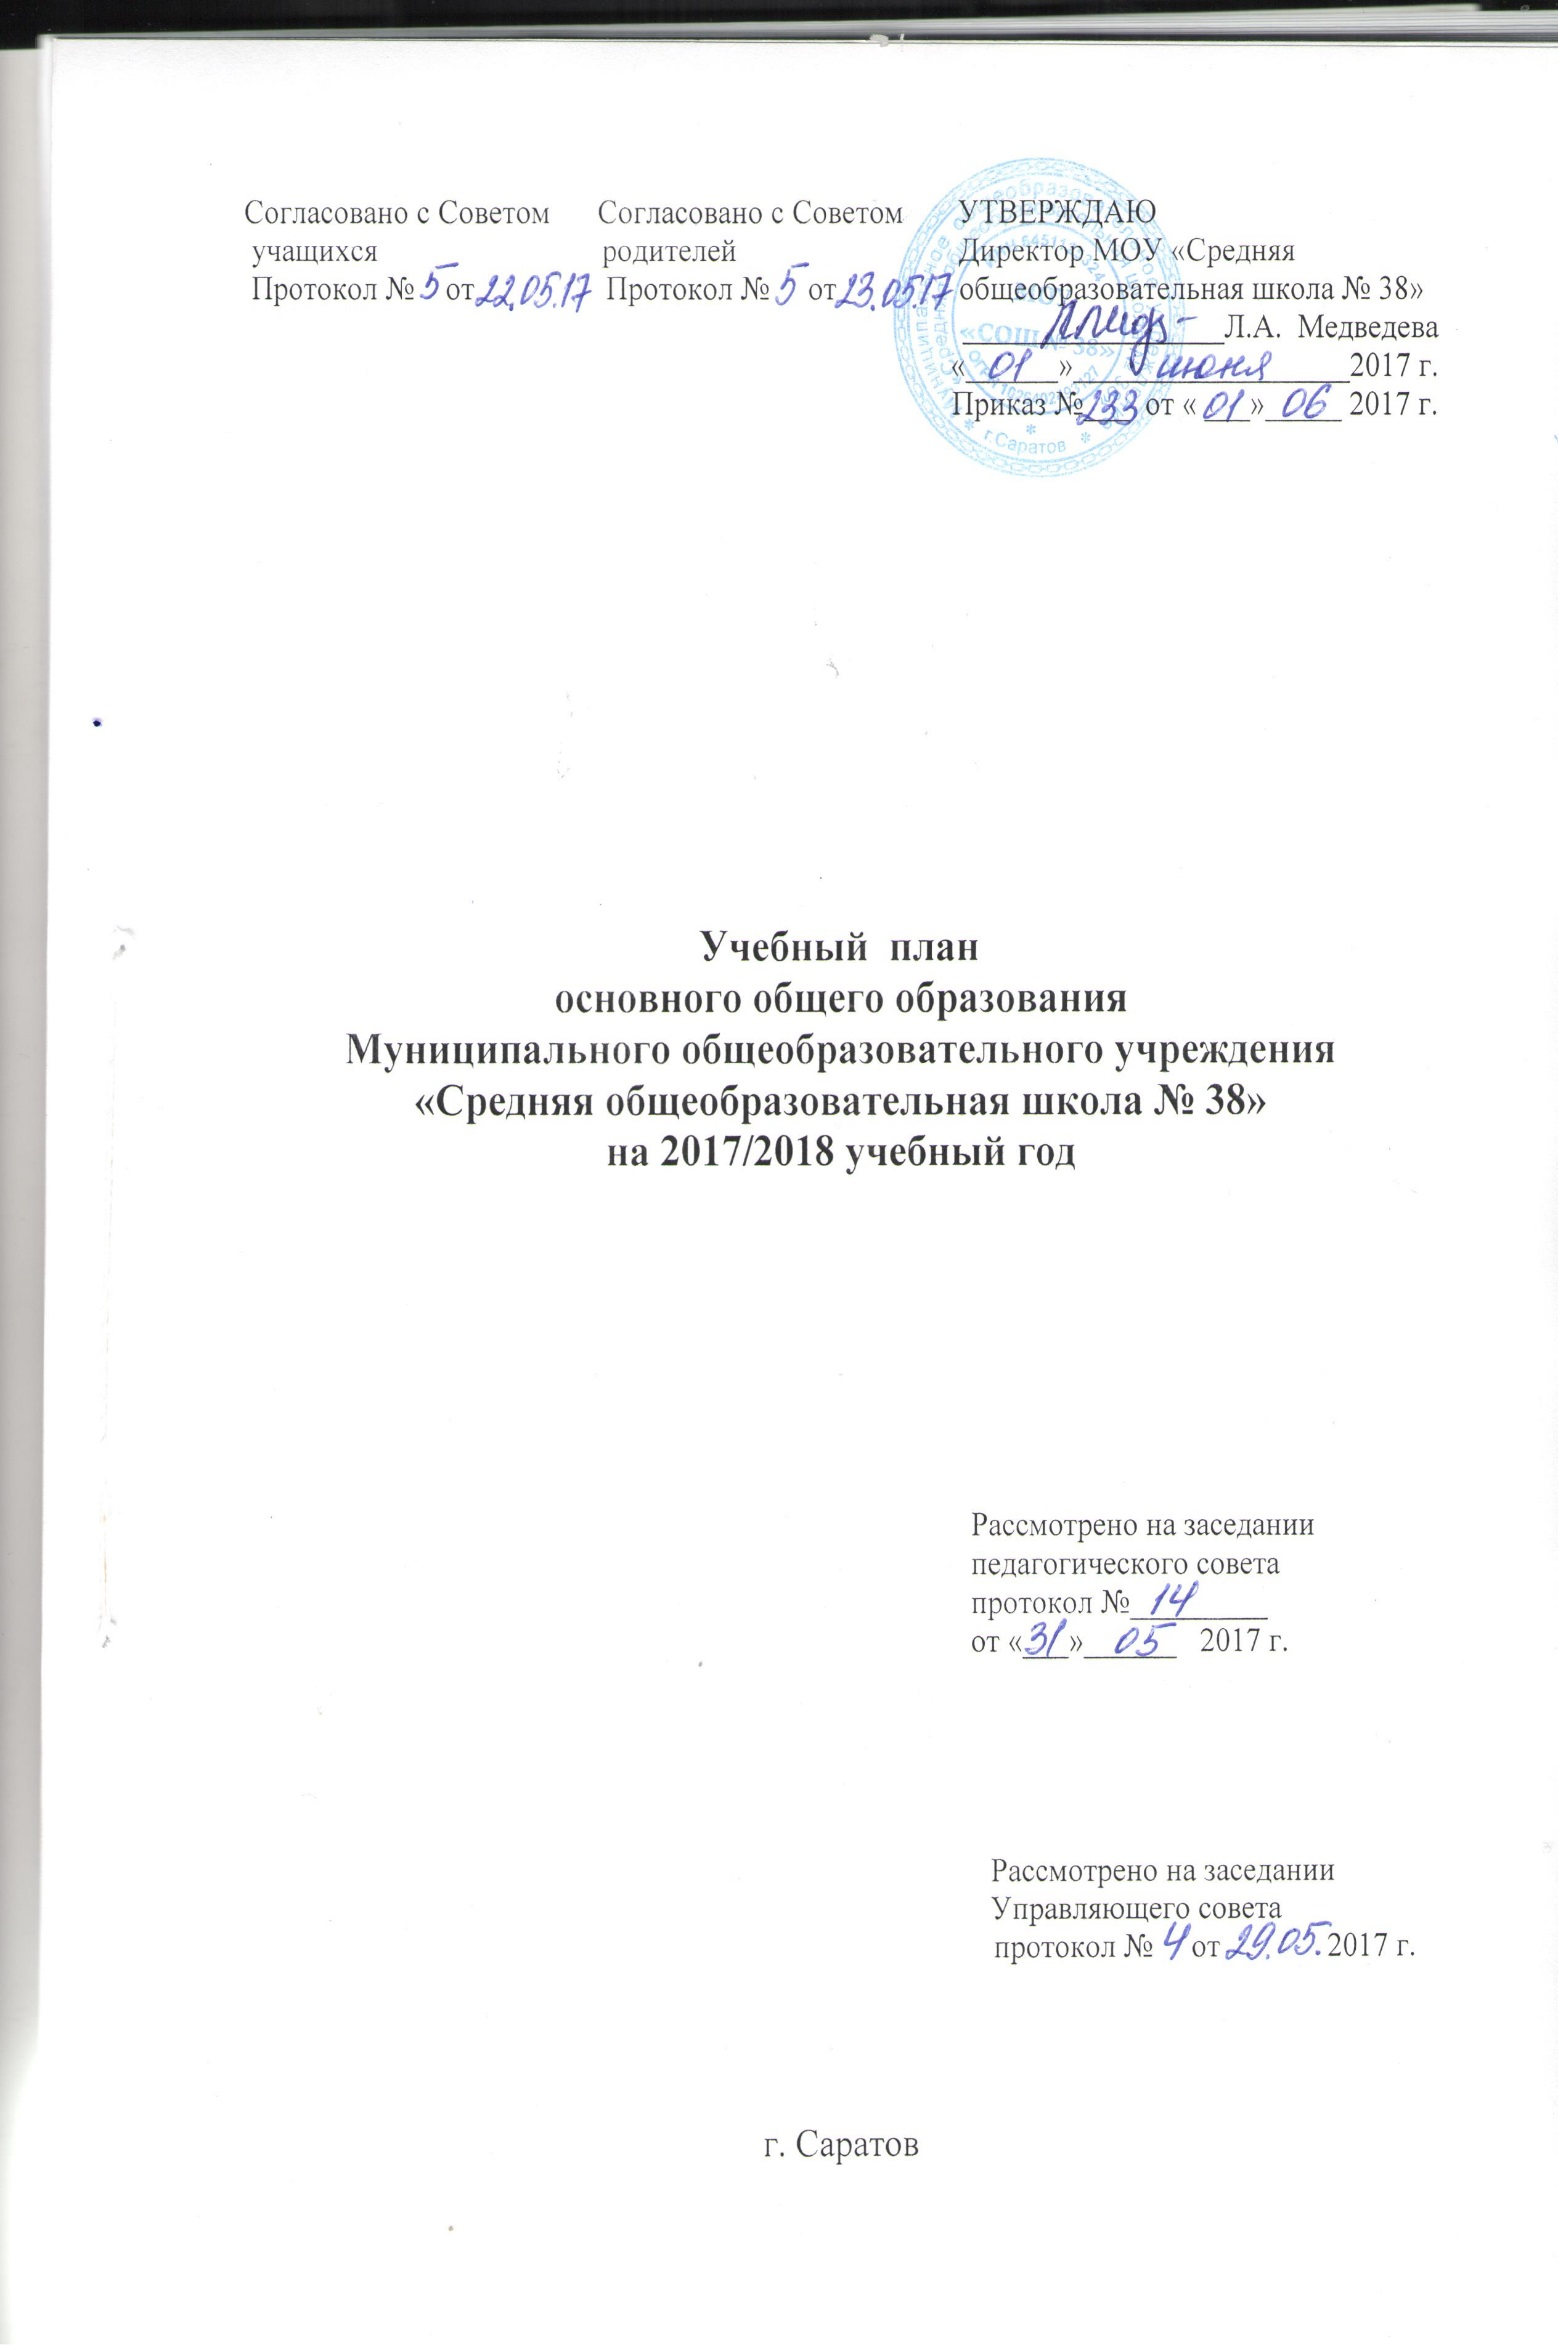 Согласовано с Советом
учащихся
Протокол № 5 от 22.05.17
Согласовано с Советом
родителей
Протокол № 5 от 23.05.17
УТВЕРЖДАЮ
Директор МОУ «Средняя
общеобразовательная школа № 38»
Л.А. Медведева
«01» июня 2017 г.
Приказ № 233 от «01» 06 2017 г.
«СОШ № 38»
г.Саратов
Учебный план
основного общего образования
Муниципального общеобразовательного учреждения
«Средняя общеобразовательная школа № 38»
на 2017/2018 учебный год
Рассмотрено на заседании
педагогического совета
протокол № 14
от «31» 05 2017 г.
Рассмотрено на заседании
Управляющего совета
протокол № 4 от 29.05.2017 г.
г. Саратов